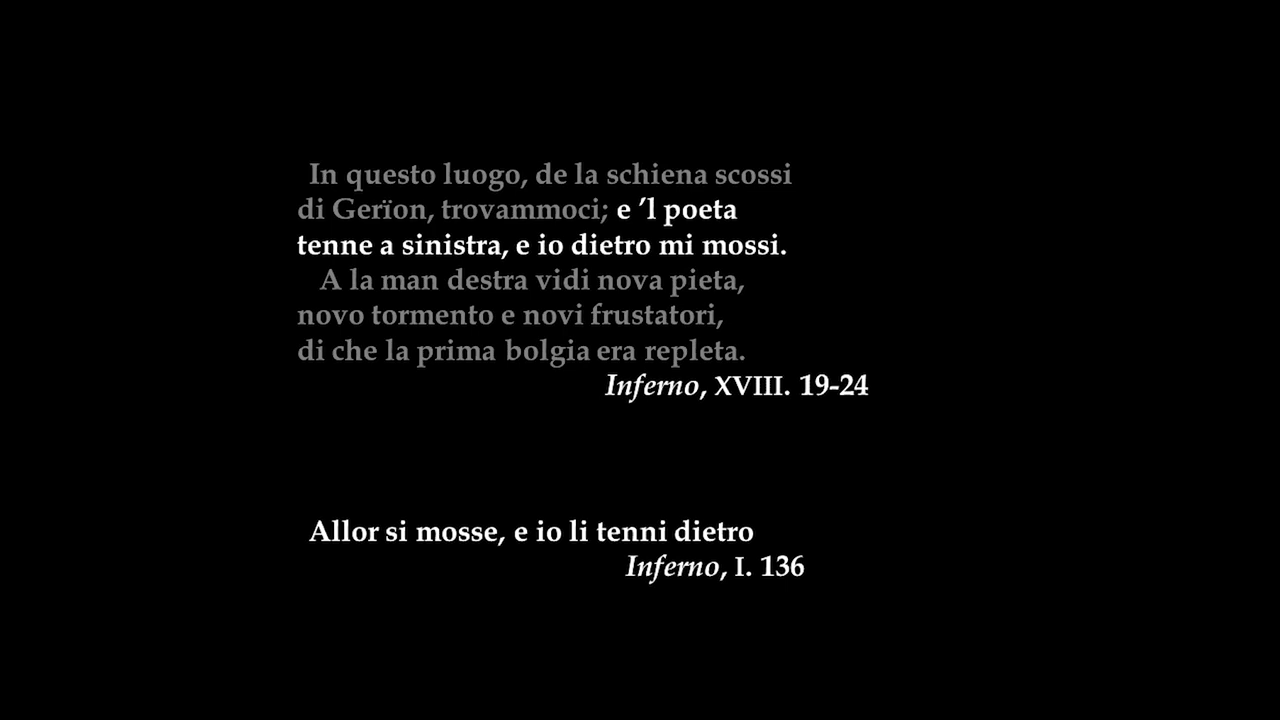 In questo luogo, de la schiena scossi
di Gerïon, trovammoci; e ’l poeta
tenne a sinistra, e io dietro mi mossi.
A la man destra vidi nova pieta,
novo tormento e novi frustatori,
di che la prima bolgia era repleta.
Inferno, XVIII. 19-24
Allor si mosse, e io li tenni dietro
Inferno, I. 136